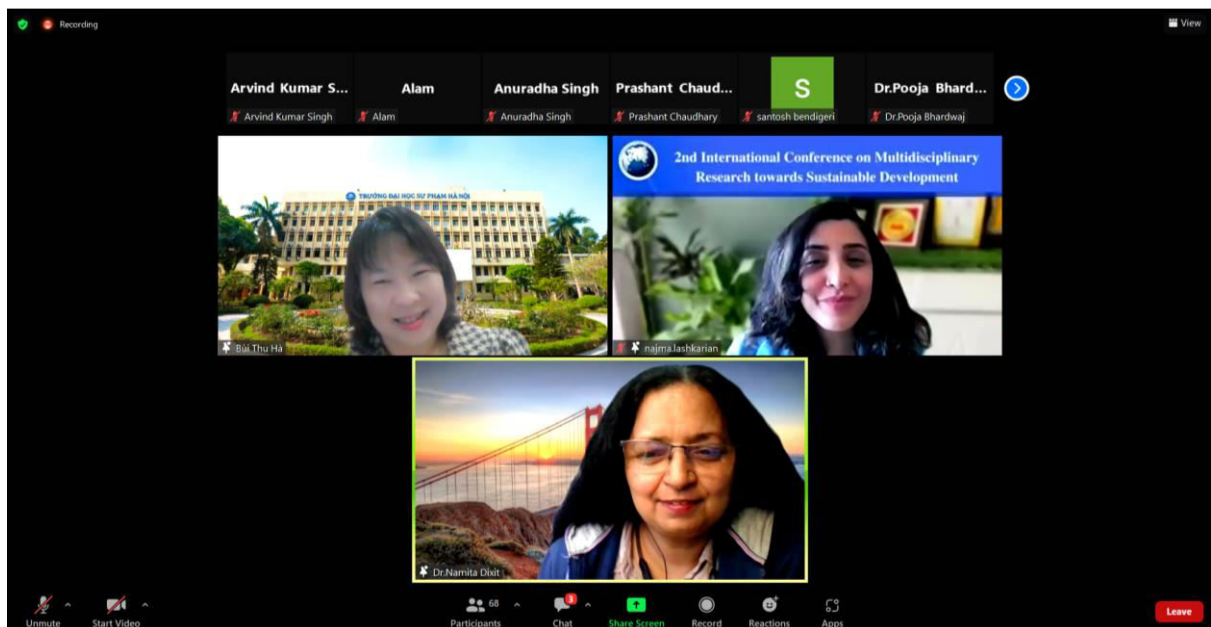 Recording
View
Arvind Kumar S...
Alam
Anuradha Singh
Prashant Chaud...
S
Dr.Pooja Bhard...
Arvind Kumar Singh
Alam
Anuradha Singh
Prashant Chaudhary
santosh bendigeri
Dr.Pooja Bhardwaj
TRƯỜNG ĐẠI HỌC SƯ PHẠM HÀ NỘI
Bùi Thu Hà
2nd International Conference on Multidisciplinary
Research towards Sustainable Development
najma.lashkarian
Dr.Namita Dixit
Unmute
Start Video
68
Participants
3
Chat
Share Screen
Record
Reactions
Apps
Leave